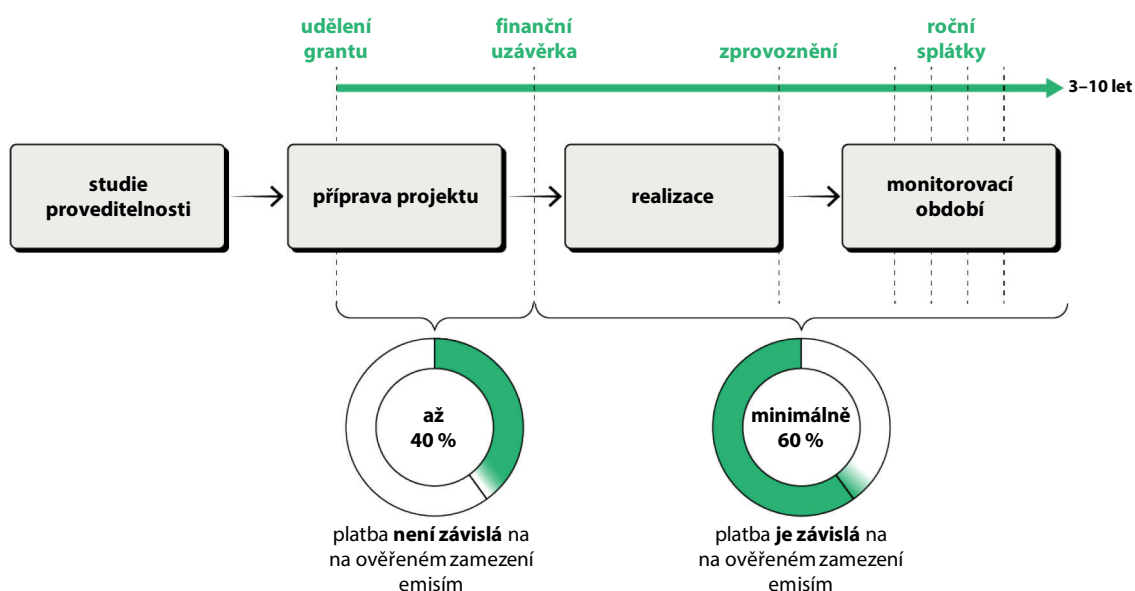 udělení
grantu
finanční
uzávěrka
zprovoznění
roční
splátky
3–10 let
studie
proveditelnosti
příprava projektu
realizace
monitorovací
období
až
40 %
minimálně
60 %
platba není závislá na
na ověřeném zamezení
emisím
platba je závislá na
na ověřeném zamezení
emisím